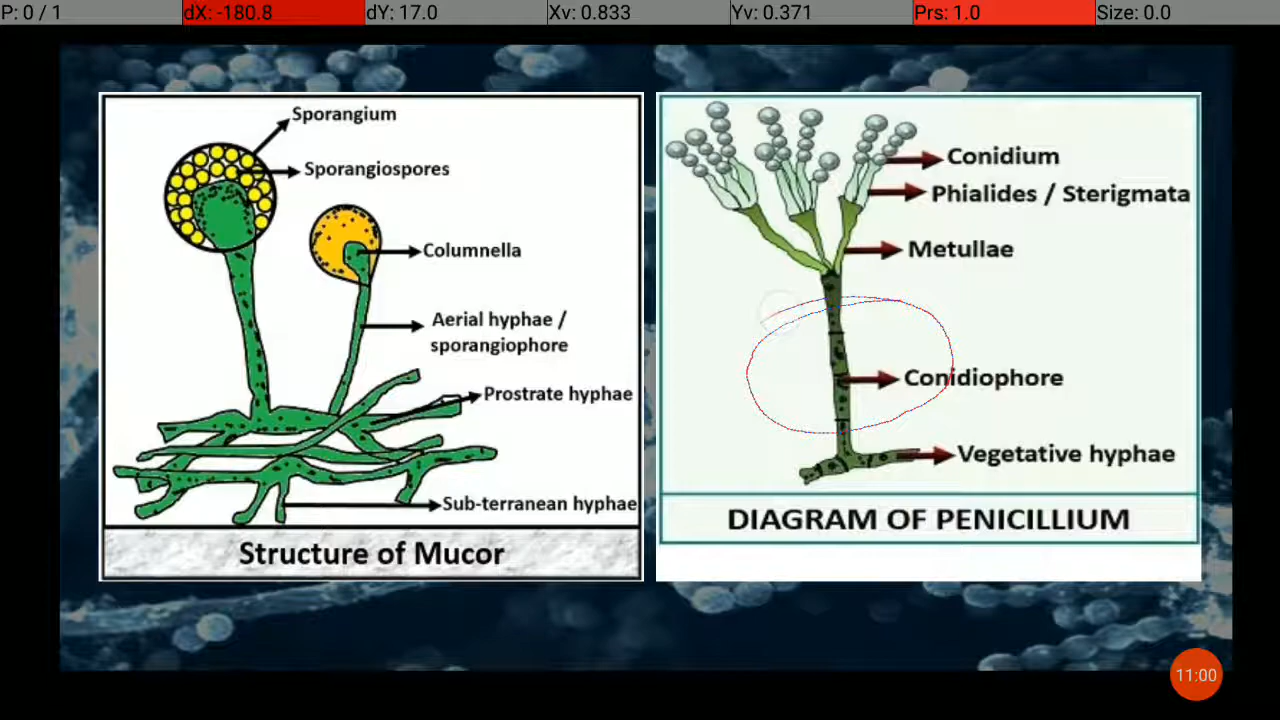 P: 0 / 1
dX: -180.8
dY: 17.0
Xv: 0.833
Yv: 0.371
Prs: 1.0
Size: 0.0
Sporangium
Sporangiospores
Columnella
Aerial hyphae /
sporangiophore
Prostrate hyphae
Sub-terranean hyphae
Structure of Mucor
Conidium
Phialides / Sterigmata
Metullae
Conidiophore
Vegetative hyphae
DIAGRAM OF PENICILLIUM
11:00